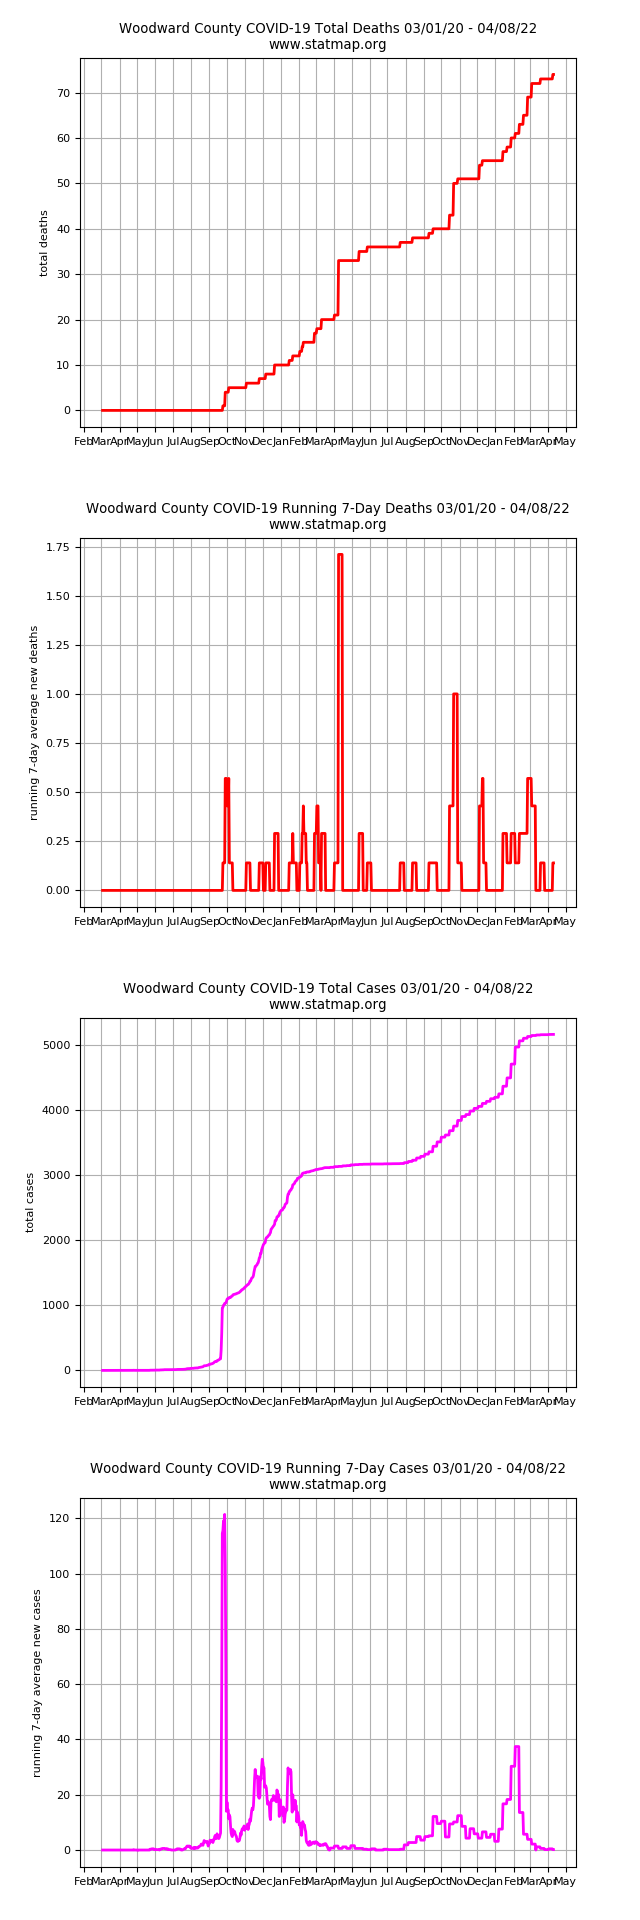 Woodward County COVID-19 Total Deaths 03/01/20 - 04/08/22
www.statmap.org
70
60
50
40
30
20
10
0
total deaths
Feb Mar Apr May Jun Jul Aug Sep Oct Nov Dec Jan Feb Mar Apr May Jun Jul Aug Sep Oct Nov Dec Jan Feb Mar Apr May
Woodward County COVID-19 Running 7-Day Deaths 03/01/20 - 04/08/22
www.statmap.org
1.75
1.50
1.25
1.00
0.75
0.50
0.25
0.00
running 7-day average new deaths
Feb Mar Apr May Jun Jul Aug Sep Oct Nov Dec Jan Feb Mar Apr May Jun Jul Aug Sep Oct Nov Dec Jan Feb Mar Apr May
Woodward County COVID-19 Total Cases 03/01/20 - 04/08/22
www.statmap.org
5000
4000
3000
2000
1000
0
total cases
Feb Mar Apr May Jun Jul Aug Sep Oct Nov Dec Jan Feb Mar Apr May Jun Jul Aug Sep Oct Nov Dec Jan Feb Mar Apr May
Woodward County COVID-19 Running 7-Day Cases 03/01/20 - 04/08/22
www.statmap.org
120
100
80
60
40
20
0
running 7-day average new cases
Feb Mar Apr May Jun Jul Aug Sep Oct Nov Dec Jan Feb Mar Apr May Jun Jul Aug Sep Oct Nov Dec Jan Feb Mar Apr May